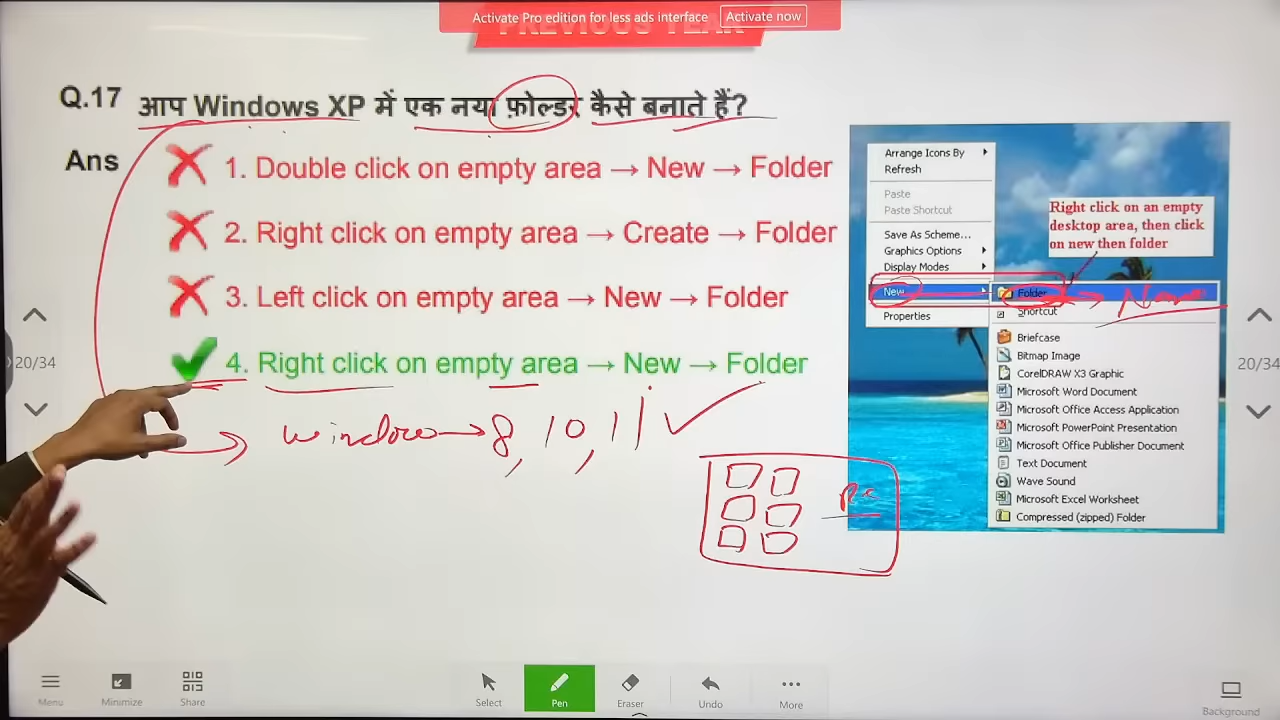 Activate Pro edition for less ads interface Activate now
PREVIOUS YEAR
Q.17 आप Windows XP में एक नया फ़ोल्डर कैसे बनाते हैं?
Ans
1. Double click on empty area → New → Folder
2. Right click on empty area → Create → Folder
3. Left click on empty area → New → Folder
4. Right click on empty area → New → Folder
window → 8, 10, 11
Arrange Icons By
Refresh
Paste
Paste Shortcut
Save As Scheme...
Graphics Options
Display Modes
New
Properties
Right click on an empty
desktop area, then click
on new then folder
Folder
Name
Shortcut
Briefcase
Bitmap Image
CorelDRAW X3 Graphic
Microsoft Word Document
Microsoft Office Access Application
Microsoft PowerPoint Presentation
Microsoft Office Publisher Document
Text Document
Wave Sound
Microsoft Excel Worksheet
Compressed (zipped) Folder
20/34
20/34
Menu
Minimize
Share
Select
Pen
Eraser
Undo
More
Background